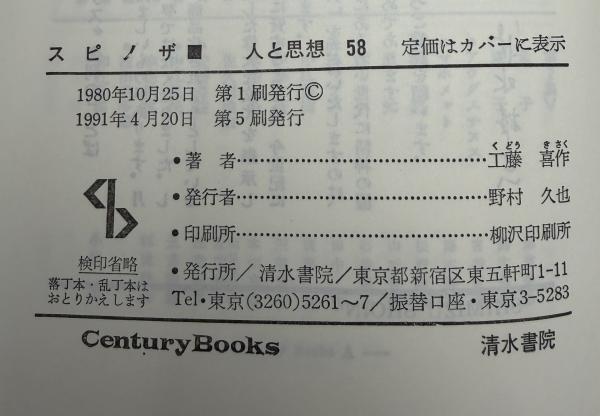 スピノザ■ 人と思想 58 定価はカバーに表示
1980年10月25日 第1刷発行©
1991年4月20日 第5刷発行
•著者……………………………工藤 喜作
くどう きさく
•発行者……………………………野村 久也
•印刷所……………………………柳沢印刷所
検印省略
落丁本・乱丁本は
おとりかえします
•発行所／清水書院／東京都新宿区東五軒町1-11
Tel・東京(3260)5261〜7／振替口座・東京3-5283
CenturyBooks 清水書院